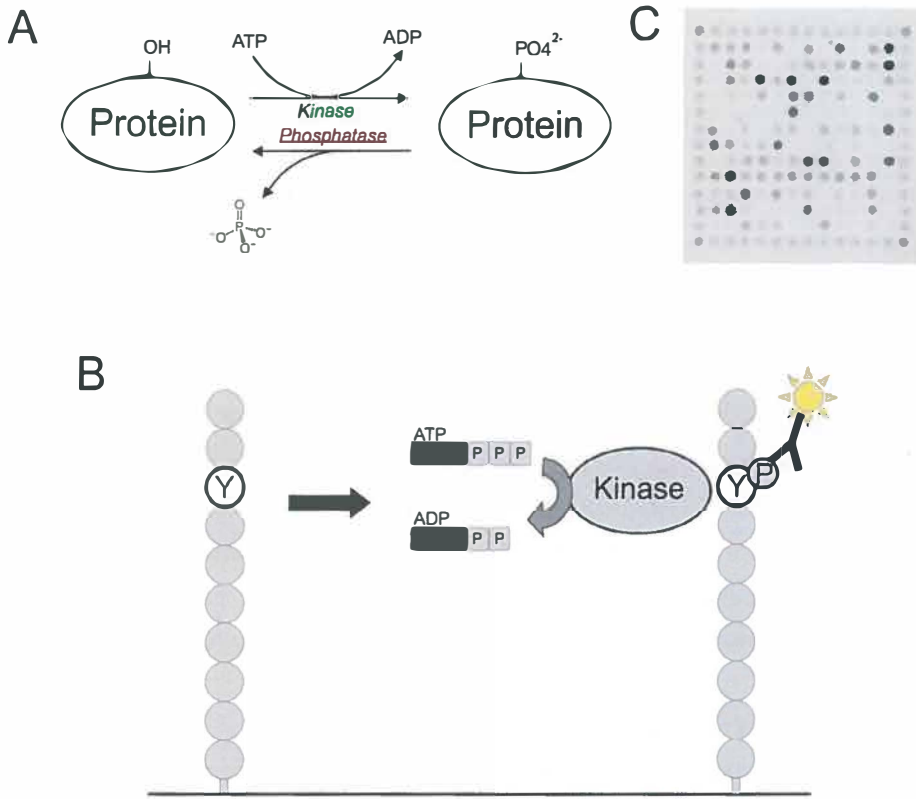 A
OH
ATP
ADP
PO4²⁻
Protein
Kinase
Phosphatase
Protein
O
P
⁻O
O⁻
O⁻
C
B
Y
ATP
P P P
ADP
P P
Kinase
Y P